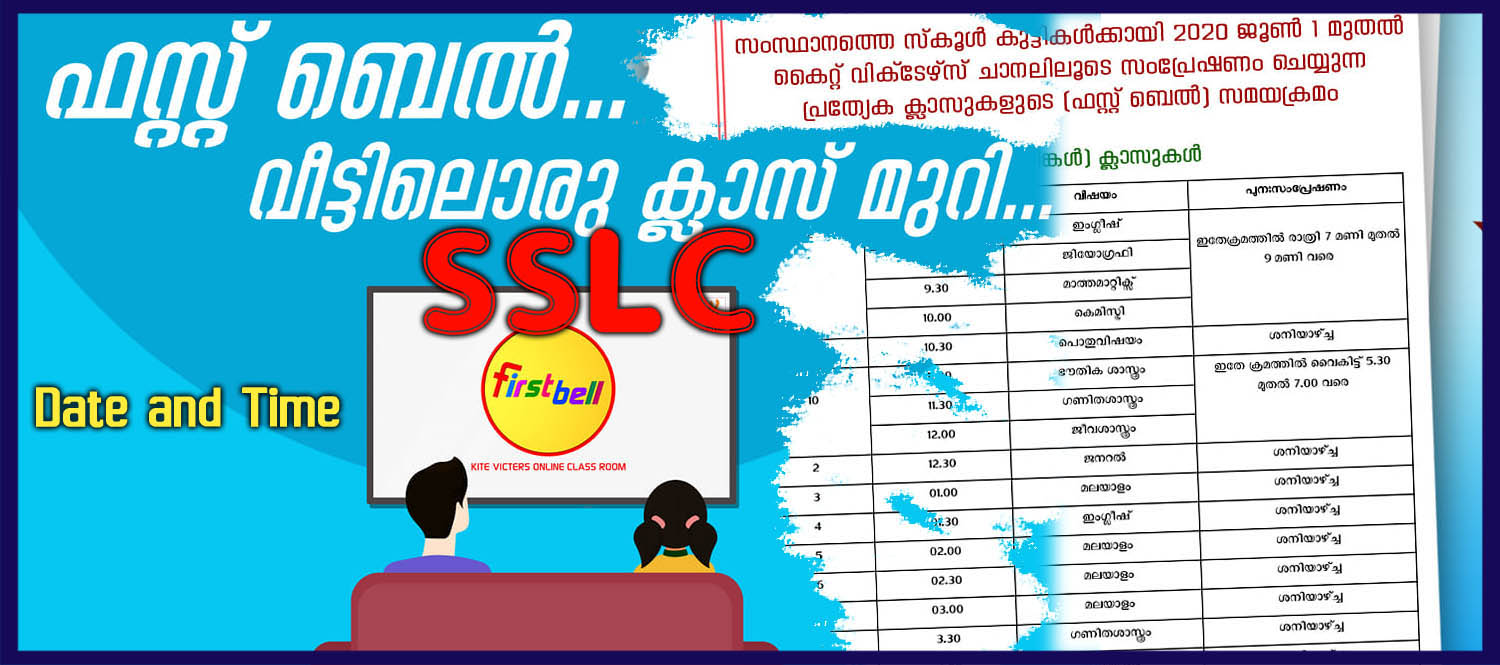 ഫസ്റ്റ് ബെൽ...
വീട്ടിലൊരു ക്ലാസ് മുറി...
SSLC
Date and Time
firstbell
KITE VICTERS ONLINE CLASS ROOM
സംസ്ഥാനത്തെ സ്കൂൾ കുട്ടികൾക്കായി 2020 ജൂൺ 1 മുതൽ
കൈറ്റ് വിക്ടേഴ്സ് ചാനലിലൂടെ സംപ്രേഷണം ചെയ്യുന്ന
പ്രത്യേക ക്ലാസുകളുടെ (ഫസ്റ്റ് ബെൽ) സമയക്രമം
ക്ലാസുകൾ
വിഷയം പുനഃസംപ്രേഷണം
ഇംഗ്ലീഷ്
ഇതേക്രമത്തിൽ രാത്രി 7 മണി മുതൽ
9 മണി വരെ
ജിയോഗ്രഫി
9.30 മാത്തമാറ്റിക്സ്
10.00 കെമിസ്ട്രി
10.30 പൊതുവിഷയം ശനിയാഴ്ച്ച
ഭൗതിക ശാസ്ത്രം
ഇതേ ക്രമത്തിൽ വൈകിട്ട് 5.30
മുതൽ 7.00 വരെ
10 11.30 ഗണിതശാസ്ത്രം
12.00 ജീവശാസ്ത്രം
2 12.30 ജനറൽ ശനിയാഴ്ച്ച
3 01.00 മലയാളം ശനിയാഴ്ച്ച
4 ഇംഗ്ലീഷ് ശനിയാഴ്ച്ച
5 02.00 മലയാളം ശനിയാഴ്ച്ച
6 02.30 മലയാളം ശനിയാഴ്ച്ച
03.00 മലയാളം ശനിയാഴ്ച്ച
3.30 ഗണിതശാസ്ത്രം ശനിയാഴ്ച്ച